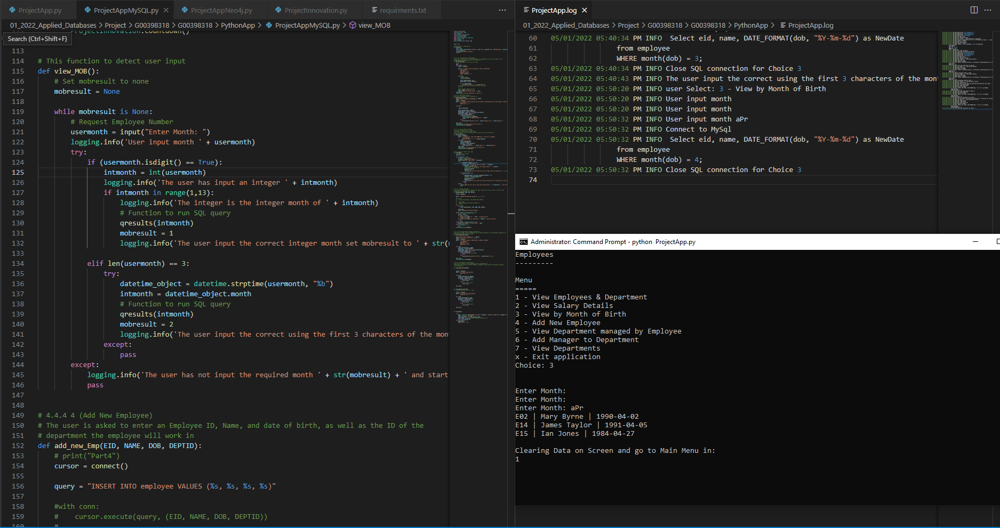 ProjectApp.py
ProjectAppMySQL.py
ProjectAppNeo4j.py
ProjectInnovation.py
requirments.txt
01_2022_Applied_Databases > Project > G00398318 > G00398318 > PythonApp > ProjectAppMySQL.py > view_MOB
Search (Ctrl+Shift+F)
113
114 # This function to detect user input
115 def view_MOB():
116 # Set mobresult to none
117 mobresult = None
118
119 while mobresult is None:
120 # Request Employee Number
121 usermonth = input("Enter Month: ")
122 logging.info('User input month ' + usermonth)
123 try:
124 if (usermonth.isdigit() == True):
125 intmonth = int(usermonth)
126 logging.info('The user has input an integer ' + intmonth)
127 if intmonth in range(1,13):
128 logging.info('The integer is the integer month of ' + intmonth)
129 # Function to run SQL query
130 qresults(intmonth)
131 mobresult = 1
132 logging.info('The user input the correct integer month set mobresult to ' + str(
133
134 elif len(usermonth) == 3:
135 try:
136 datetime_object = datetime.strptime(usermonth, "%b")
137 intmonth = datetime_object.month
138 # Function to run SQL query
139 qresults(intmonth)
140 mobresult = 2
141 logging.info('The user input the correct using the first 3 characters of the mon
142 except:
143 pass
144 except:
145 logging.info('The user has not input the required month ' + str(mobresult) + ' and start
146 pass
147
148
149 # 4.4.4 4 (Add New Employee)
150 # The user is asked to enter an Employee ID, Name, and date of birth, as well as the ID of the
151 # department the employee will work in
152 def add_new_Emp(EID, NAME, DOB, DEPTID):
153 # print("Part4")
154 cursor = connect()
155
156 query = "INSERT INTO employee VALUES (%s, %s, %s, %s)"
157
158 #with conn:
159 # cursor.execute(query, (EID, NAME, DOB, DEPTID))
160 #
ProjectApp.log
01_2022_Applied_Databases > Project > G00398318 > G00398318 > PythonApp > ProjectApp.log
60 05/01/2022 05:40:34 PM INFO Select eid, name, DATE_FORMAT(dob, "%Y-%m-%d") as NewDate
61 from employee
62 WHERE month(dob) = 3;
63 05/01/2022 05:40:34 PM INFO Close SQL connection for Choice 3
64 05/01/2022 05:40:43 PM INFO The user input the correct using the first 3 characters of the mon
65 05/01/2022 05:50:20 PM INFO user Select: 3 - View by Month of Birth
66 05/01/2022 05:50:20 PM INFO User input month
67 05/01/2022 05:50:20 PM INFO User input month
68 05/01/2022 05:50:32 PM INFO User input month aPr
69 05/01/2022 05:50:32 PM INFO Connect to MySql
70 05/01/2022 05:50:32 PM INFO Select eid, name, DATE_FORMAT(dob, "%Y-%m-%d") as NewDate
71 from employee
72 WHERE month(dob) = 4;
73 05/01/2022 05:50:32 PM INFO Close SQL connection for Choice 3
74
Administrator: Command Prompt - python ProjectApp.py
Employees
---------
Menu
=====
1 - View Employees & Department
2 - View Salary Details
3 - View by Month of Birth
4 - Add New Employee
5 - View Department managed by Employee
6 - Add Manager to Department
7 - View Departments
x - Exit application
Choice: 3
Enter Month:
Enter Month:
Enter Month: aPr
E02 | Mary Byrne | 1990-04-02
E14 | James Taylor | 1991-04-05
E15 | Ian Jones | 1984-04-27
Clearing Data on Screen and go to Main Menu in:
1